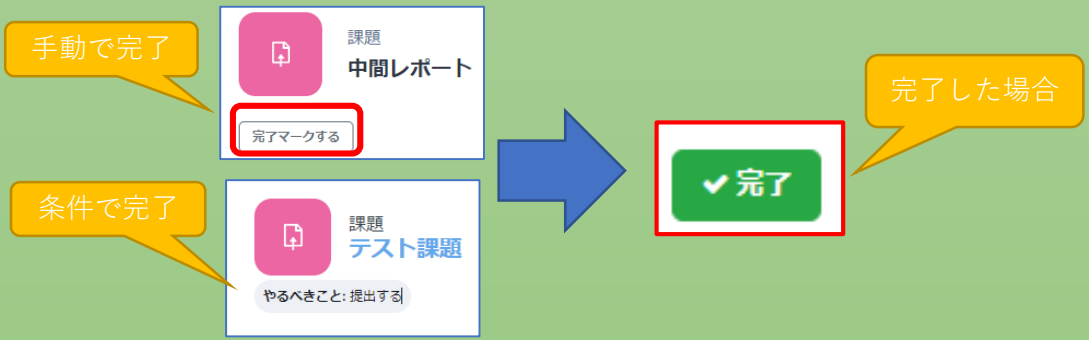 手動で完了
課題
中間レポート
完了マークする
条件で完了
課題
テスト課題
やるべきこと: 提出する
完了
完了した場合